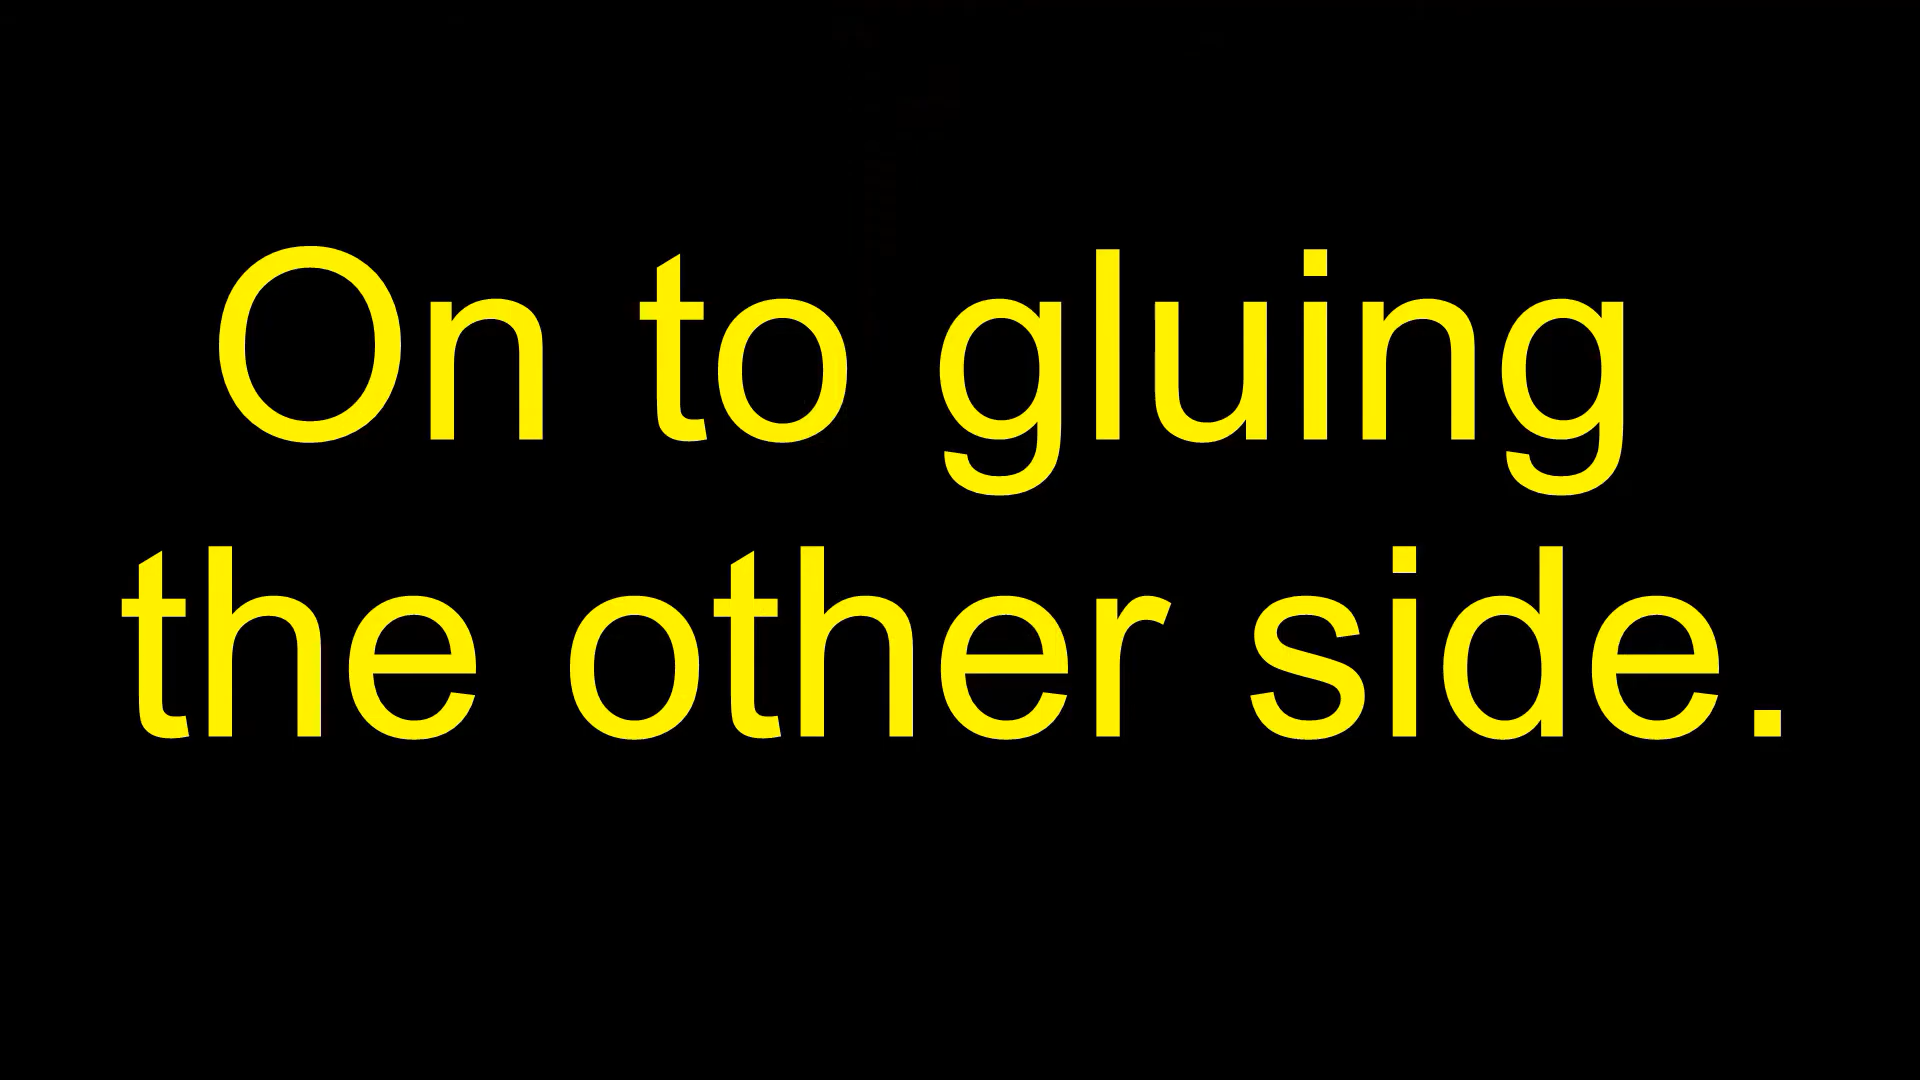 On to gluing
the other side.